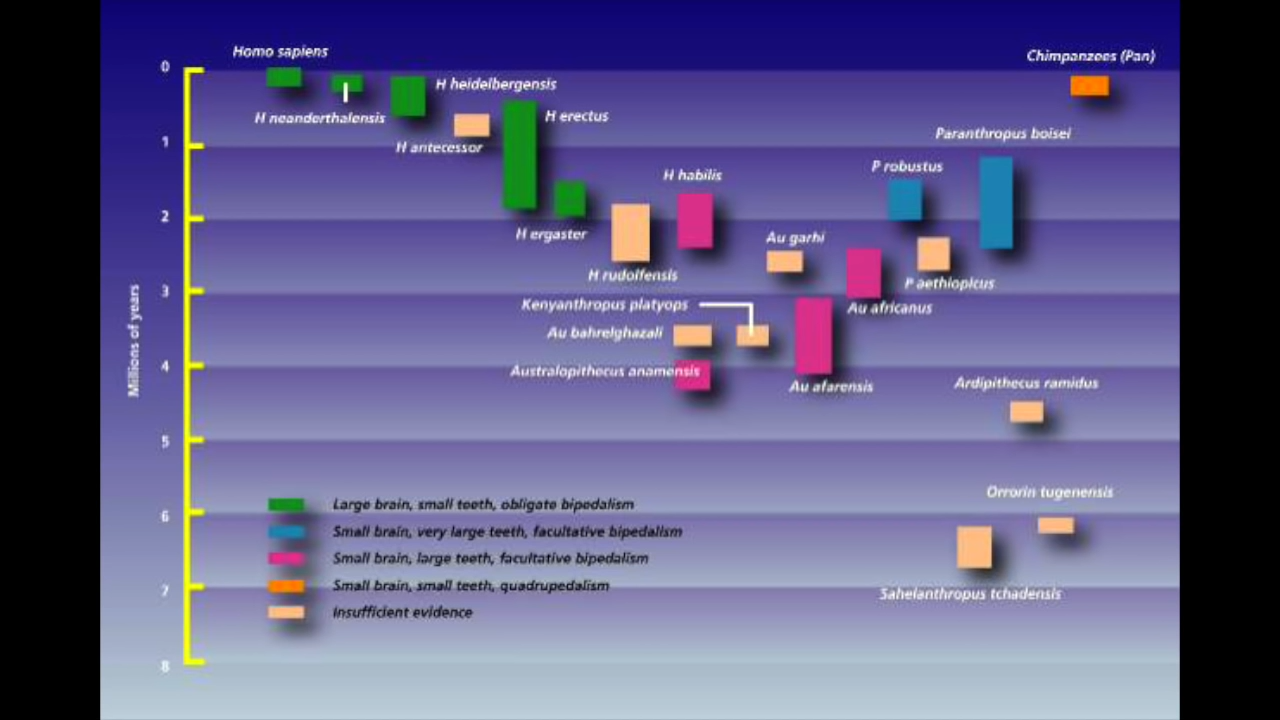 Homo sapiens
Chimpanzees (Pan)
0
H heidelbergensis
H neanderthalensis
H erectus
Paranthropus boisei
1
H antecessor
P robustus
H habilis
2
H ergaster
Au garhi
H rudolfensis
P aethiopicus
3
Kenyanthropus platyops
Au africanus
Au bahrelghazali
Millions of years
4
Australopithecus anamensis
Au afarensis
Ardipithecus ramidus
5
Orrorin tugenensis
Large brain, small teeth, obligate bipedalism
6
Small brain, very large teeth, facultative bipedalism
Small brain, large teeth, facultative bipedalism
7
Small brain, small teeth, quadrupedalism
Sahelanthropus tchadensis
Insufficient evidence
8